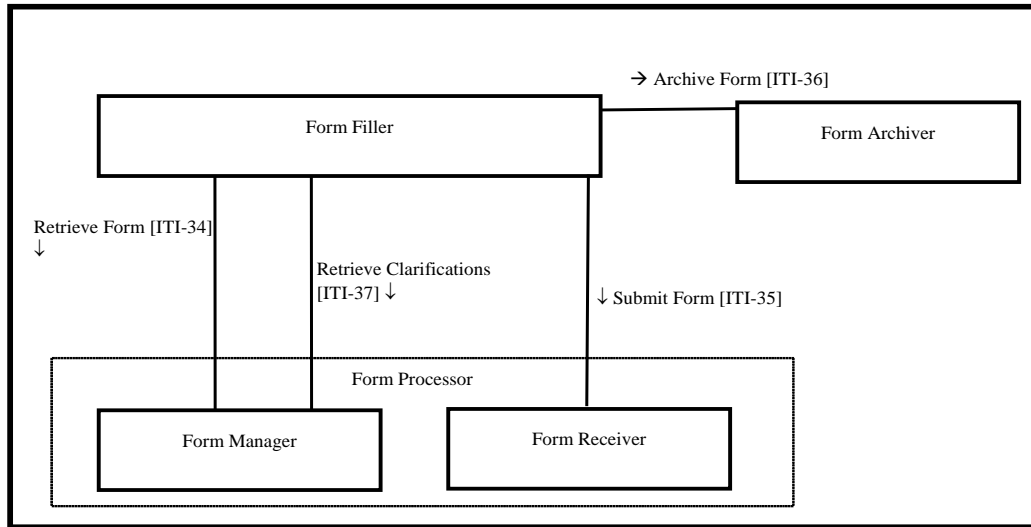 → Archive Form [ITI-36]
Form Filler
Form Archiver
Retrieve Form [ITI-34]
↓
Retrieve Clarifications
[ITI-37] ↓
↓ Submit Form [ITI-35]
Form Processor
Form Manager
Form Receiver